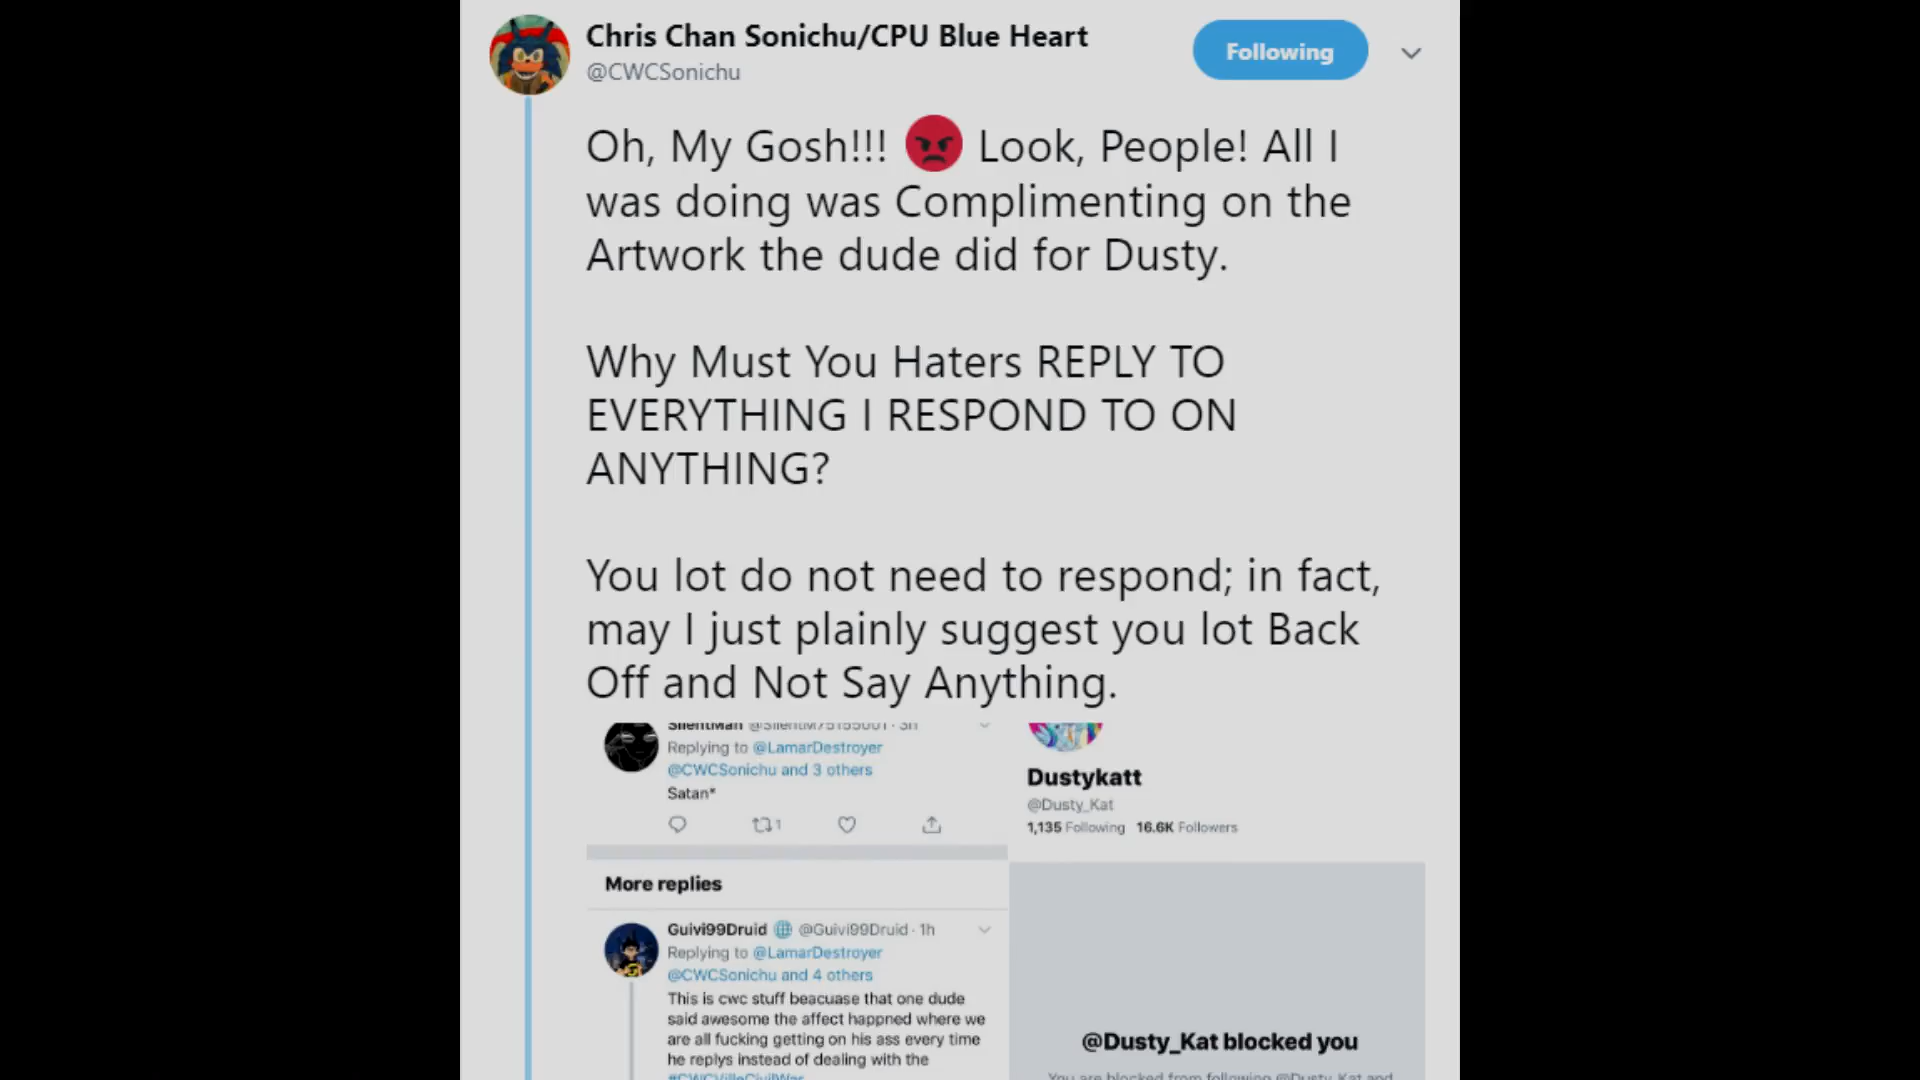 Chris Chan Sonichu/CPU Blue Heart
@CWCSonichu
Following
Oh, My Gosh!!! 😡 Look, People! All I
was doing was Complimenting on the
Artwork the dude did for Dusty.
Why Must You Haters REPLY TO
EVERYTHING I RESPOND TO ON
ANYTHING?
You lot do not need to respond; in fact,
may I just plainly suggest you lot Back
Off and Not Say Anything.
SilentMan @SilentM75155001 · 3h
Replying to @LamarDestroyer
@CWCSonichu and 3 others
Satan*
1
More replies
Guivi99Druid @Guivi99Druid · 1h
Replying to @LamarDestroyer
@CWCSonichu and 4 others
This is cwc stuff beacuase that one dude
said awesome the affect happned where we
are all fucking getting on his ass every time
he replys instead of dealing with the
#CWCVilleCivilWar
Dustykatt
@Dusty_Kat
1,135 Following 16.6K Followers
@Dusty_Kat blocked you
You are blocked from following @Dusty_Kat and